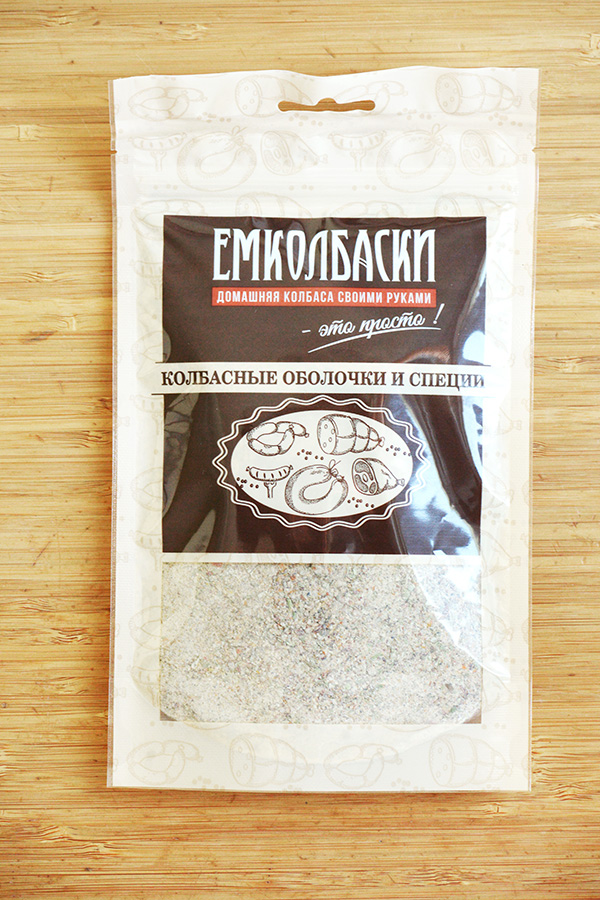 ЕМКОЛБАСКИ
ДОМАШНЯЯ КОЛБАСА СВОИМИ РУКАМИ
- это просто!
КОЛБАСНЫЕ ОБОЛОЧКИ И СПЕЦИИ